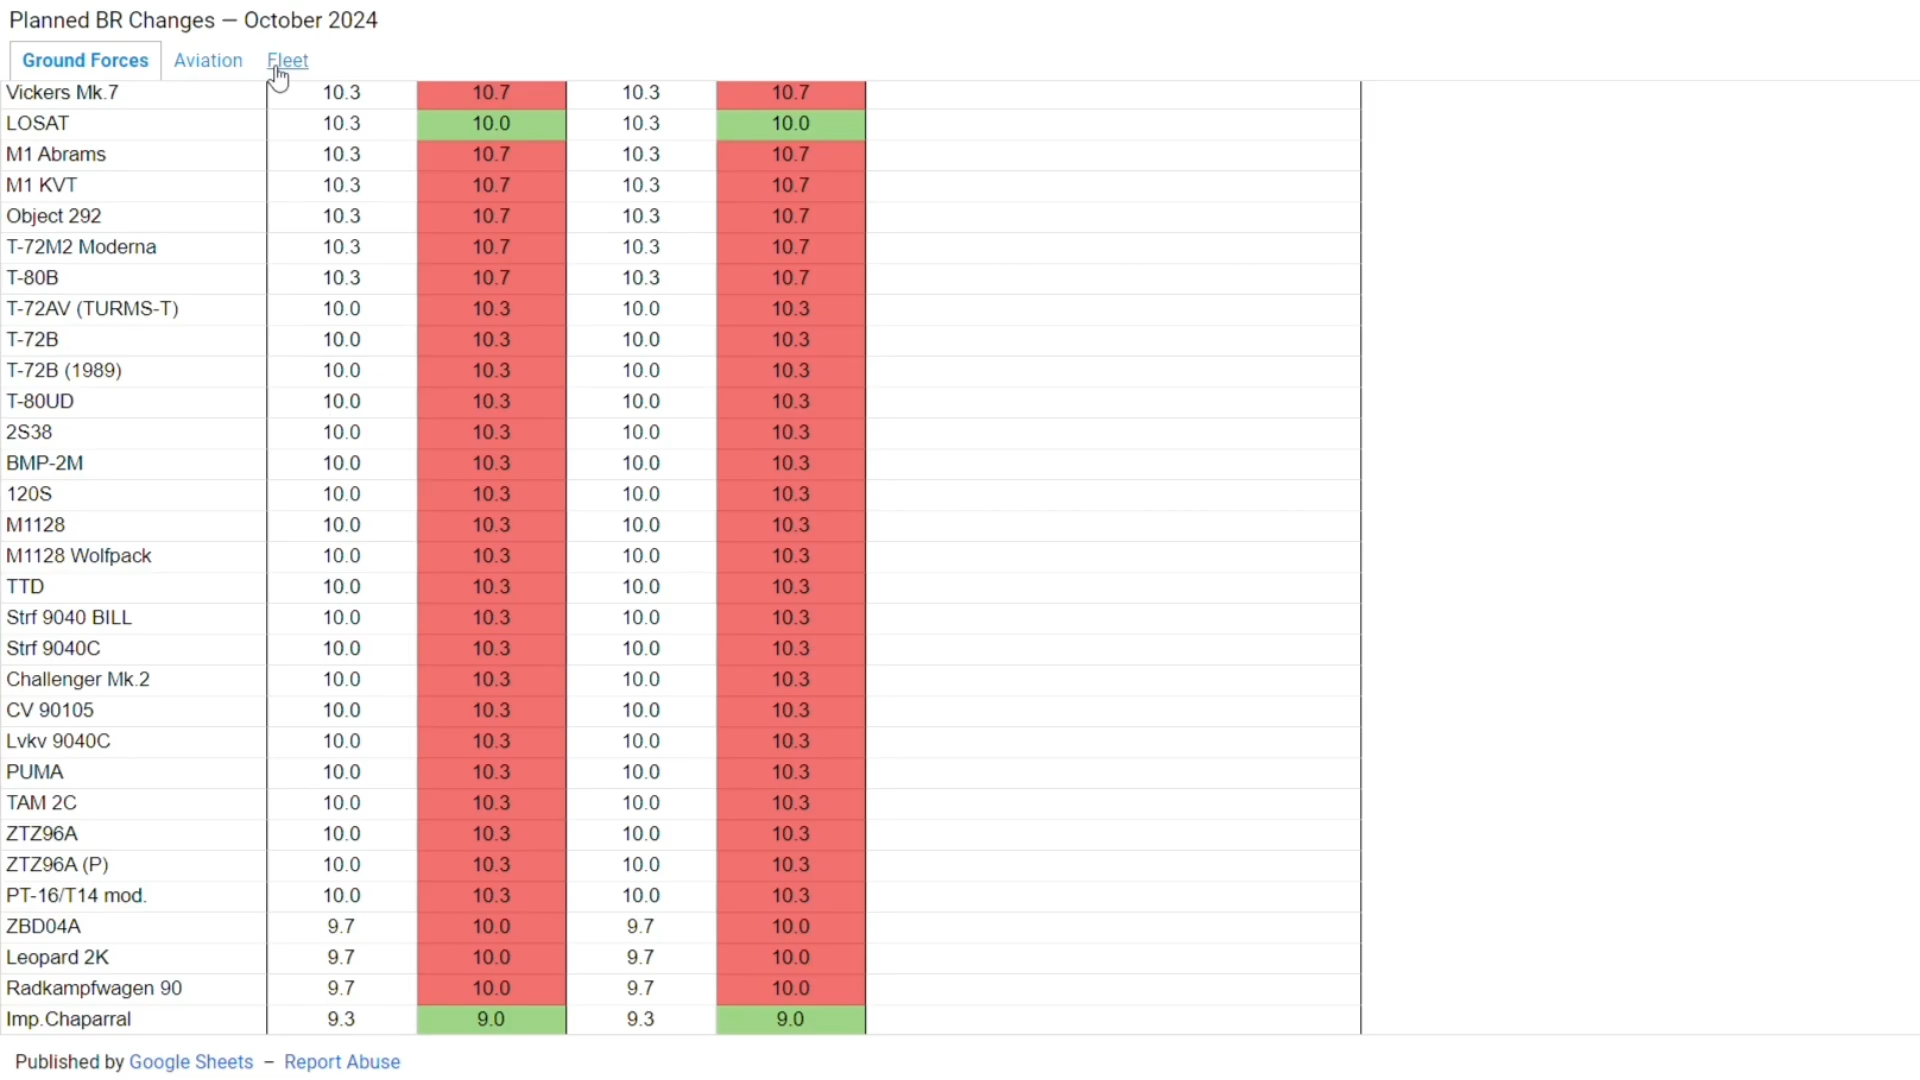 Planned BR Changes — October 2024
Ground Forces Aviation Fleet
Vickers Mk.7 10.3 10.7 10.3 10.7
LOSAT 10.3 10.0 10.3 10.0
M1 Abrams 10.3 10.7 10.3 10.7
M1 KVT 10.3 10.7 10.3 10.7
Object 292 10.3 10.7 10.3 10.7
T-72M2 Moderna 10.3 10.7 10.3 10.7
T-80B 10.3 10.7 10.3 10.7
T-72AV (TURMS-T) 10.0 10.3 10.0 10.3
T-72B 10.0 10.3 10.0 10.3
T-72B (1989) 10.0 10.3 10.0 10.3
T-80UD 10.0 10.3 10.0 10.3
2S38 10.0 10.3 10.0 10.3
BMP-2M 10.0 10.3 10.0 10.3
120S 10.0 10.3 10.0 10.3
M1128 10.0 10.3 10.0 10.3
M1128 Wolfpack 10.0 10.3 10.0 10.3
TTD 10.0 10.3 10.0 10.3
Strf 9040 BILL 10.0 10.3 10.0 10.3
Strf 9040C 10.0 10.3 10.0 10.3
Challenger Mk.2 10.0 10.3 10.0 10.3
CV 90105 10.0 10.3 10.0 10.3
Lvkv 9040C 10.0 10.3 10.0 10.3
PUMA 10.0 10.3 10.0 10.3
TAM 2C 10.0 10.3 10.0 10.3
ZTZ96A 10.0 10.3 10.0 10.3
ZTZ96A (P) 10.0 10.3 10.0 10.3
PT-16/T14 mod. 10.0 10.3 10.0 10.3
ZBD04A 9.7 10.0 9.7 10.0
Leopard 2K 9.7 10.0 9.7 10.0
Radkampfwagen 90 9.7 10.0 9.7 10.0
Imp.Chaparral 9.3 9.0 9.3 9.0
Published by Google Sheets – Report Abuse